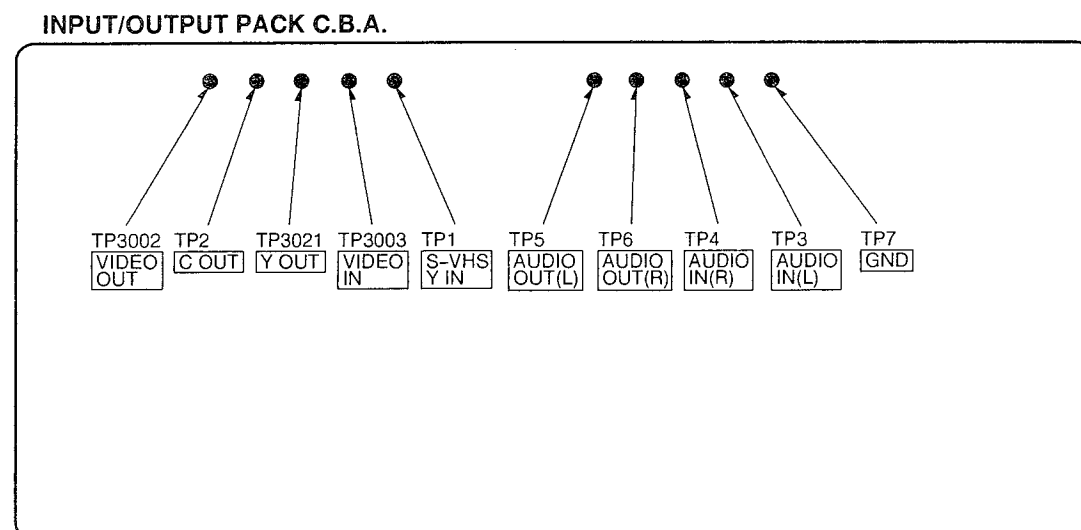 INPUT/OUTPUT PACK C.B.A.
TP3002 TP2 TP3021 TP3003 TP1 TP5 TP6 TP4 TP3 TP7
VIDEO OUT
C OUT
Y OUT
VIDEO IN
S-VHS Y IN
AUDIO OUT(L)
AUDIO OUT(R)
AUDIO IN(R)
AUDIO IN(L)
GND